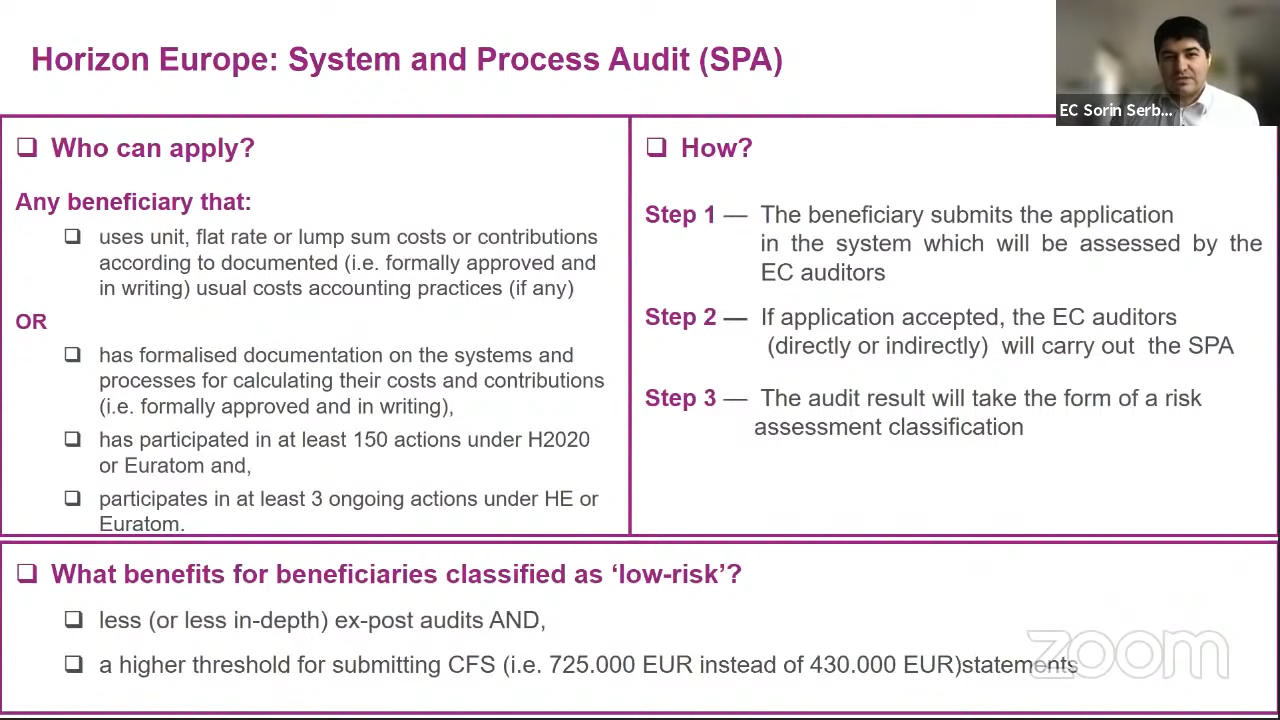 Horizon Europe: System and Process Audit (SPA)
EC Sorin Serb...
Who can apply?
Any beneficiary that:
uses unit, flat rate or lump sum costs or contributions
according to documented (i.e. formally approved and
in writing) usual costs accounting practices (if any)
OR
has formalised documentation on the systems and
processes for calculating their costs and contributions
(i.e. formally approved and in writing),
has participated in at least 150 actions under H2020
or Euratom and,
participates in at least 3 ongoing actions under HE or
Euratom.
How?
Step 1 — The beneficiary submits the application
in the system which will be assessed by the
EC auditors
Step 2 — If application accepted, the EC auditors
(directly or indirectly) will carry out the SPA
Step 3 — The audit result will take the form of a risk
assessment classification
What benefits for beneficiaries classified as ‘low-risk’?
less (or less in-depth) ex-post audits AND,
a higher threshold for submitting CFS (i.e. 725.000 EUR instead of 430.000 EUR)statements
zoom